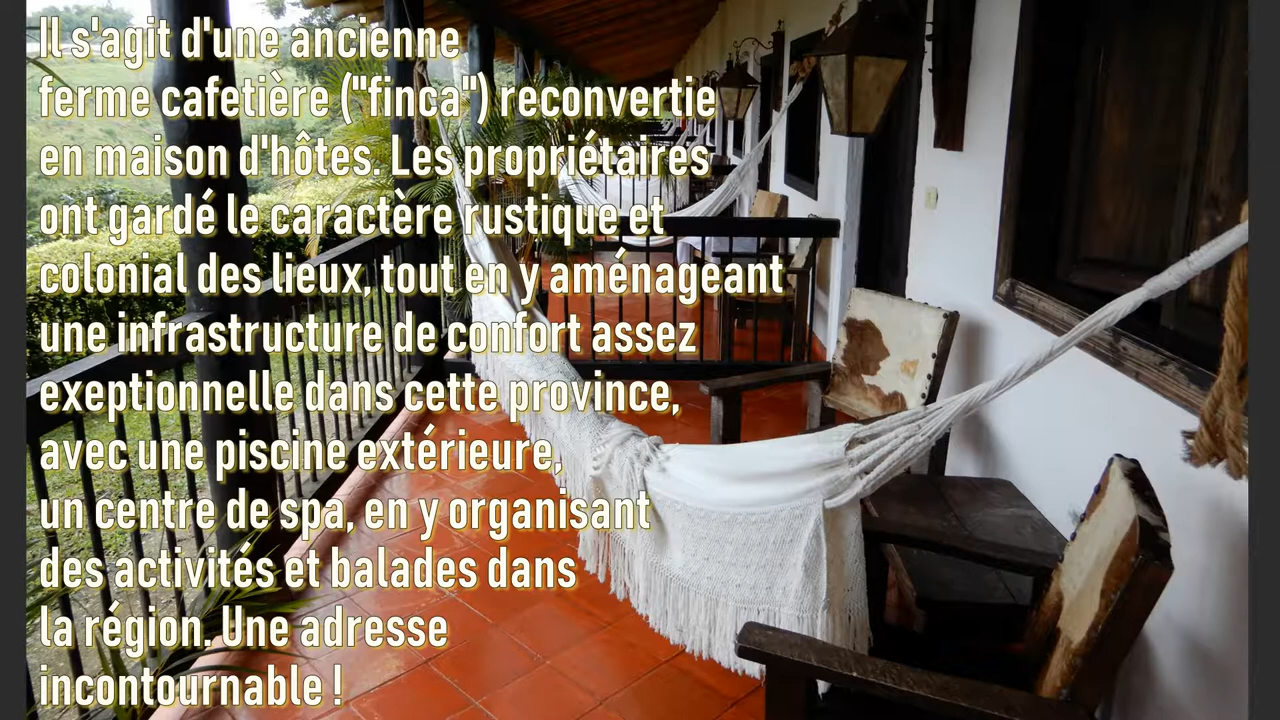 Il s'agit d'une ancienne
ferme cafetière ("finca") reconvertie
en maison d'hôtes. Les propriétaires
ont gardé le caractère rustique et
colonial des lieux, tout en y aménageant
une infrastructure de confort assez
exeptionnelle dans cette province,
avec une piscine extérieure,
un centre de spa, en y organisant
des activités et balades dans
la région. Une adresse
incontournable !